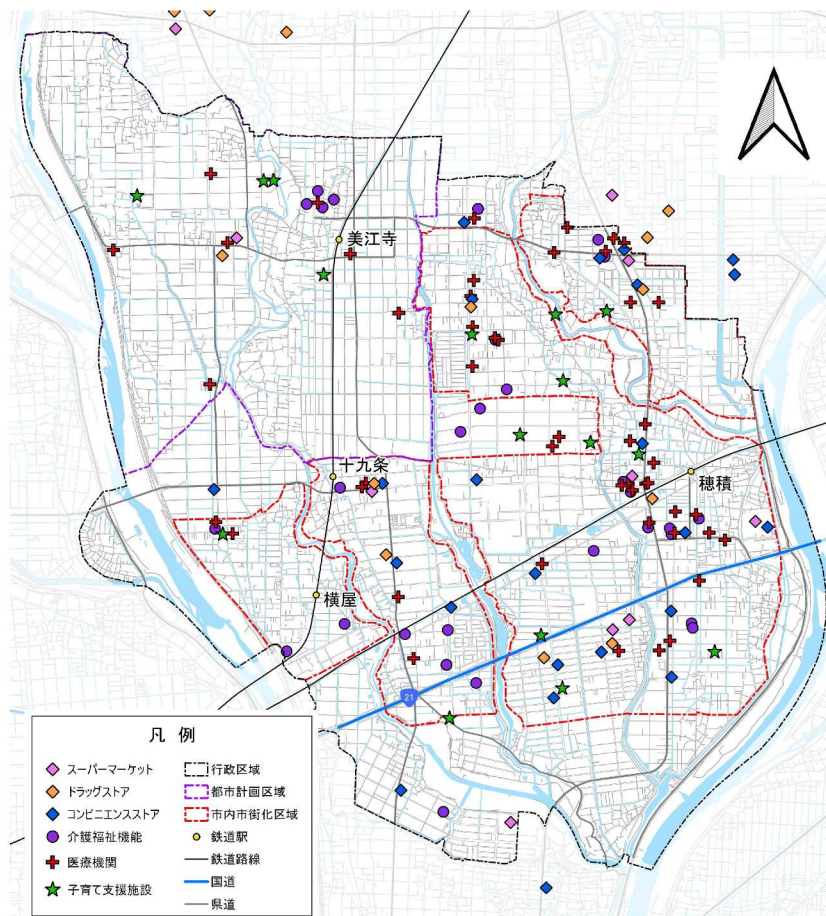 美江寺
十九条
穂積
横屋
21
凡 例
スーパーマーケット
ドラッグストア
コンビニエンスストア
介護福祉機能
医療機関
子育て支援施設
行政区域
都市計画区域
市内市街化区域
鉄道駅
鉄道路線
国道
県道